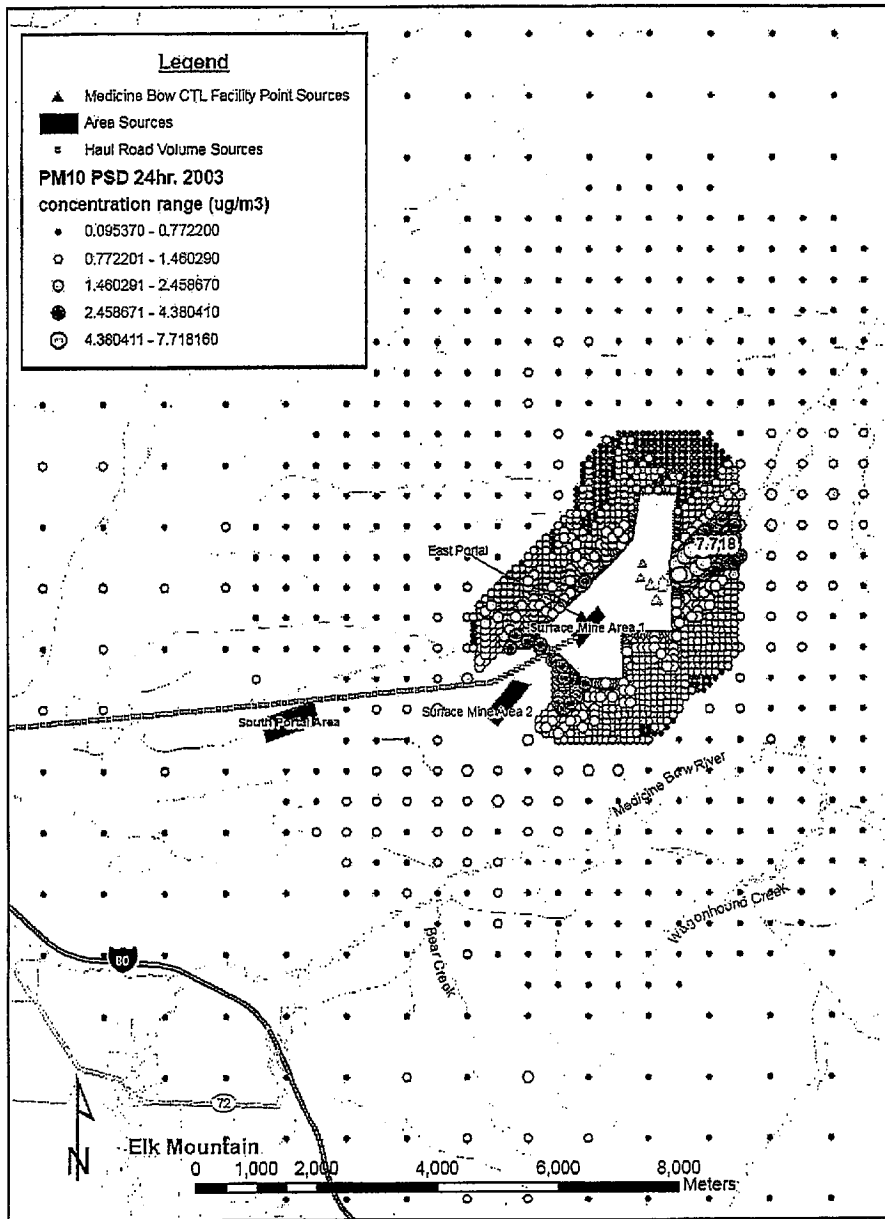 Legend
Medicine Bow CTL Facility Point Sources
Area Sources
Haul Road Volume Sources
PM10 PSD 24hr. 2003
concentration range (ug/m3)
0.095370 - 0.772200
0.772201 - 1.460290
1.460291 - 2.458670
2.458671 - 4.380410
4.380411 - 7.718160
7.718
East Portal
Surface Mine Area 1
Surface Mine Area 2
South Portal Area
Medicine Bow River
Wagonhound Creek
Bear Creek
80
72
Elk Mountain
N
0 1,000 2,000 4,000 6,000 8,000
Meters